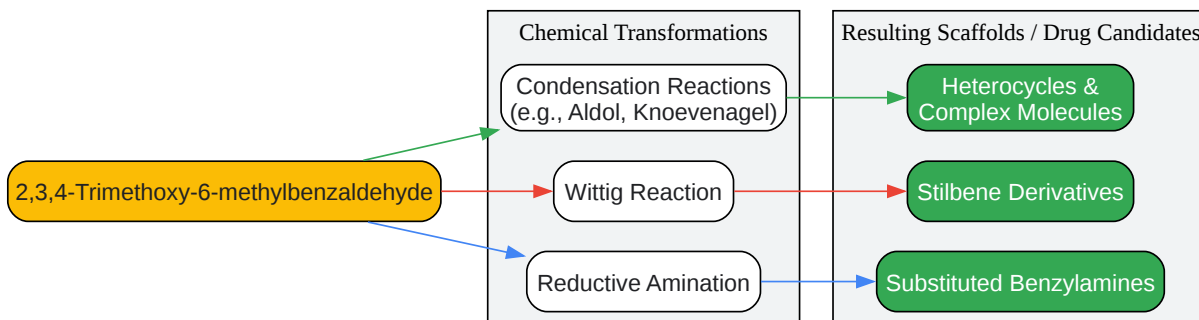 Chemical Transformations
Resulting Scaffolds / Drug Candidates
Condensation Reactions
(e.g., Aldol, Knoevenagel)
Heterocycles &
Complex Molecules
2,3,4-Trimethoxy-6-methylbenzaldehyde
Wittig Reaction
Stilbene Derivatives
Reductive Amination
Substituted Benzylamines